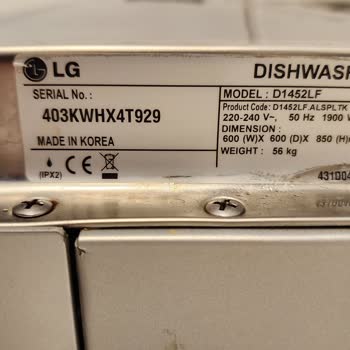 LG
DISHWASH
SERIAL No. :
403KWHX4T929
MADE IN KOREA
(IPX2)
CE
MODEL : D1452LF
Product Code: D1452LF.ALSPLTK
220-240 V~, 50 Hz 1900 W
DIMENSION :
600 (W)X 600 (D)X 850 (H)
WEIGHT : 56 kg